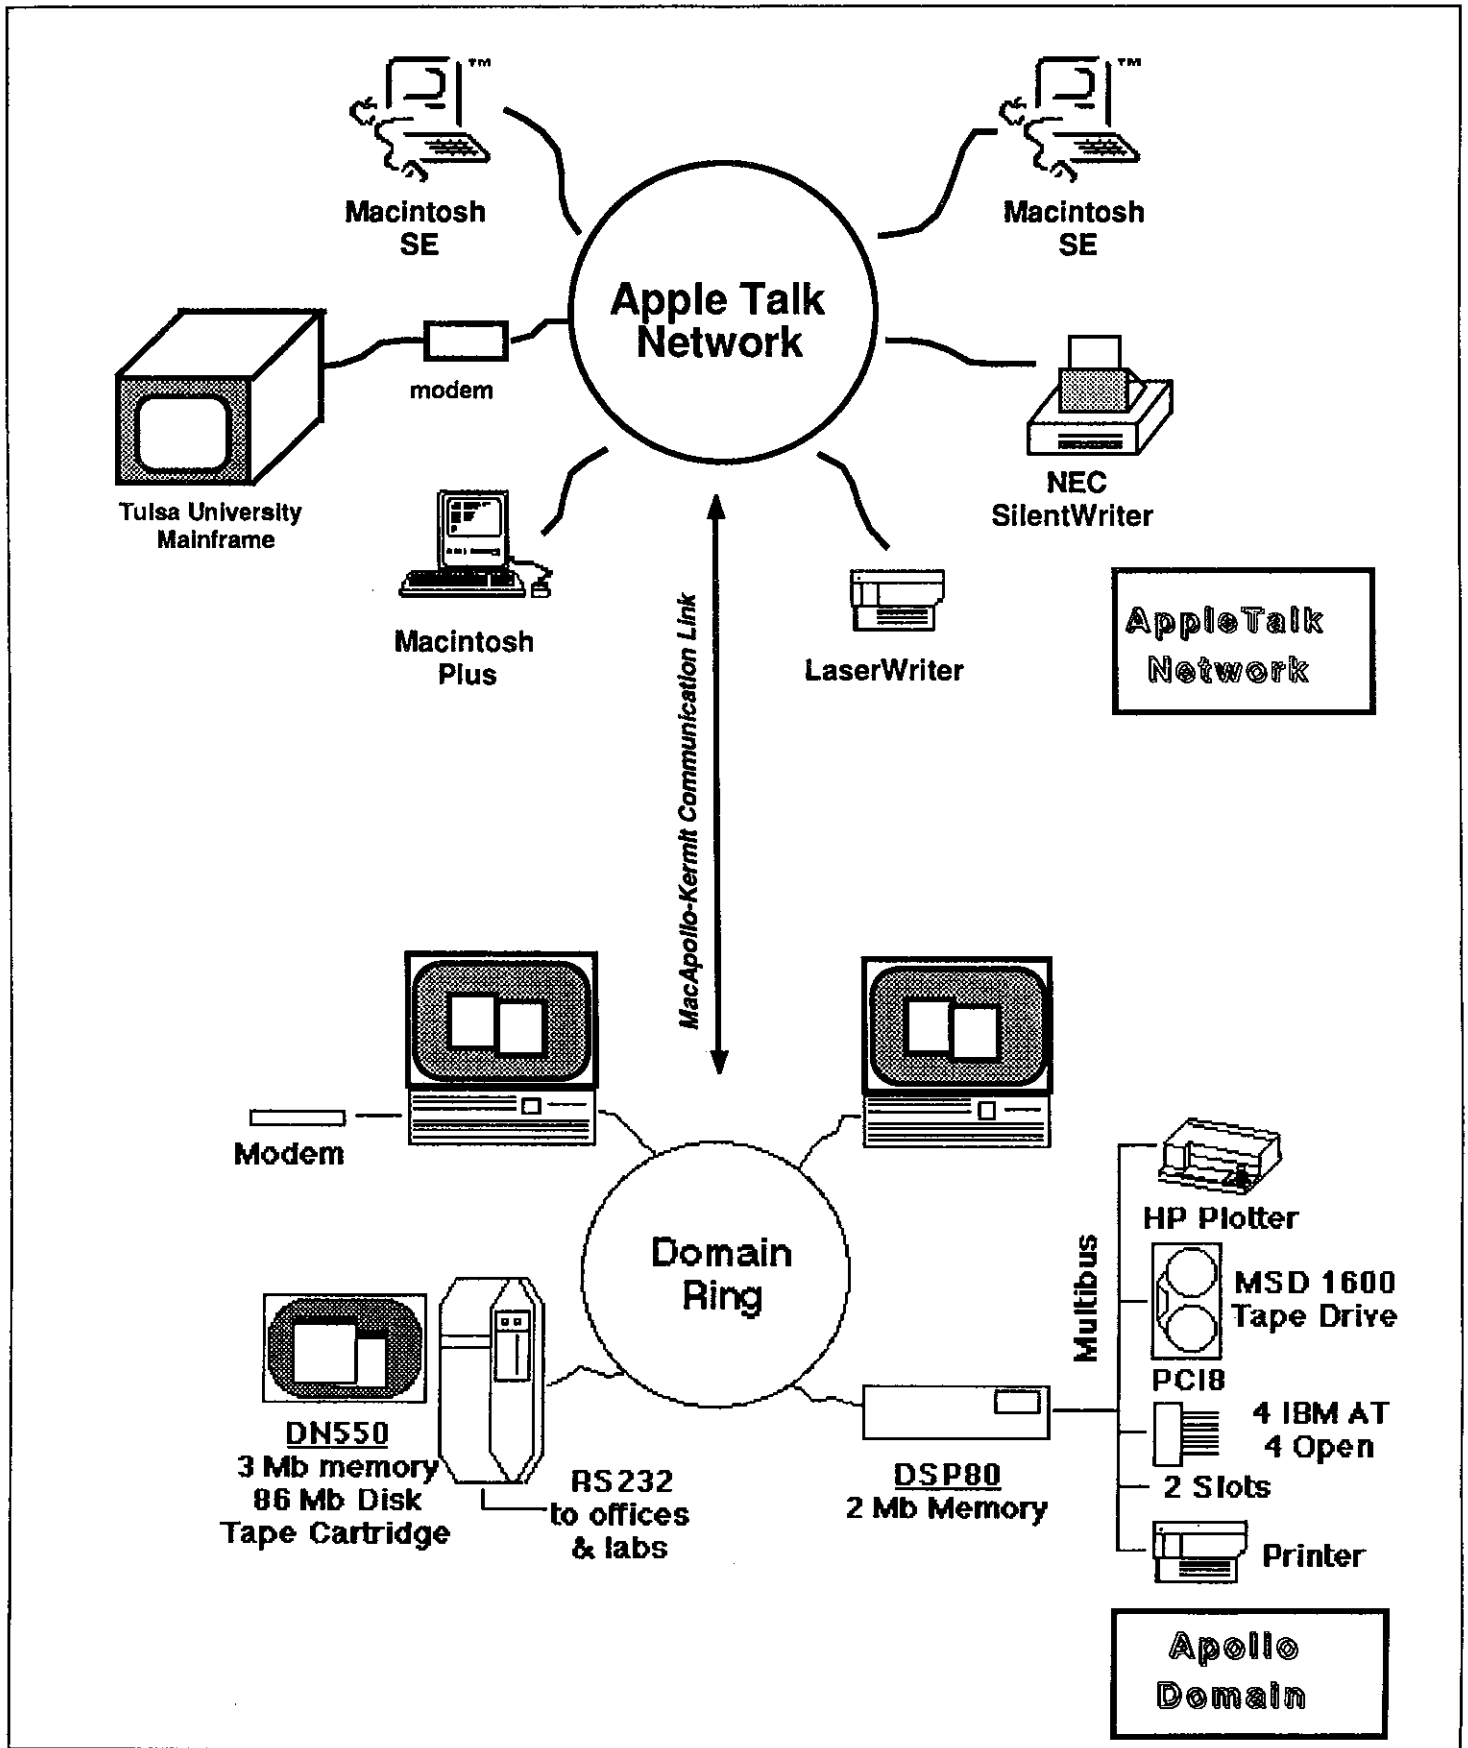 TM
TM
Macintosh
SE
Macintosh
SE
Apple Talk
Network
modem
Tulsa University
Mainframe
NEC
SilentWriter
Macintosh
Plus
LaserWriter
AppleTalk
Network
MacApollo-Kermit Communication Link
Modem
Domain
Ring
Multibus
HP Plotter
MSD 1600
Tape Drive
PCI8
4 IBM AT
4 Open
2 Slots
Printer
DN550
3 Mb memory
86 Mb Disk
Tape Cartridge
RS232
to offices
& labs
DSP80
2 Mb Memory
Apollo
Domain